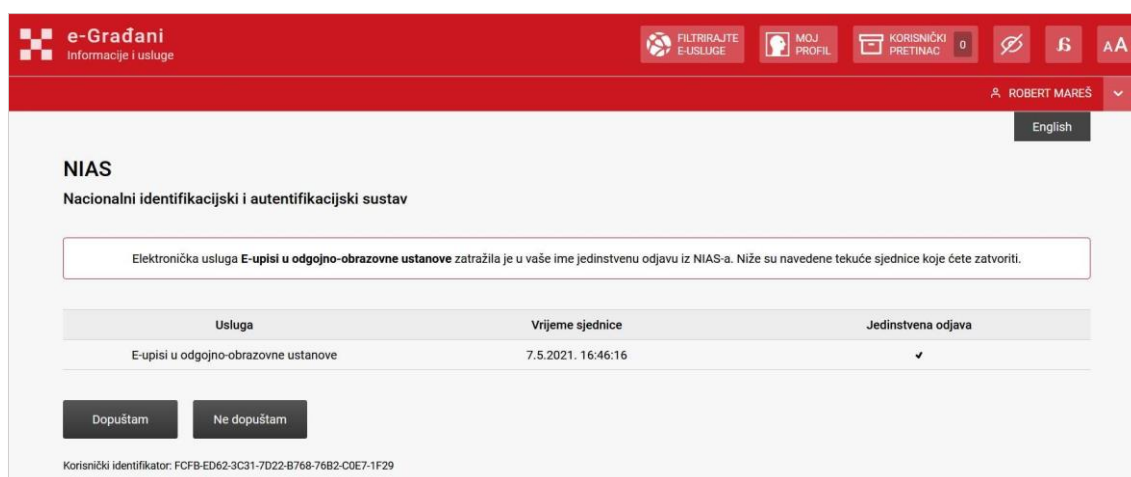 e-Građani
Informacije i usluge
FILTRIRAJTE
E-USLUGE
MOJ
PROFIL
KORISNIČKI
PRETINAC
0
AA
ROBERT MAREŠ
English
NIAS
Nacionalni identifikacijski i autentifikacijski sustav
Elektronička usluga E-upisi u odgojno-obrazovne ustanove zatražila je u vaše ime jedinstvenu odjavu iz NIAS-a. Niže su navedene tekuće sjednice koje ćete zatvoriti.
Usluga Vrijeme sjednice Jedinstvena odjava
E-upisi u odgojno-obrazovne ustanove 7.5.2021. 16:46:16 ✔
Dopuštam Ne dopuštam
Korisnički identifikator: FCFB-ED62-3C31-7D22-B768-76B2-C0E7-1F29